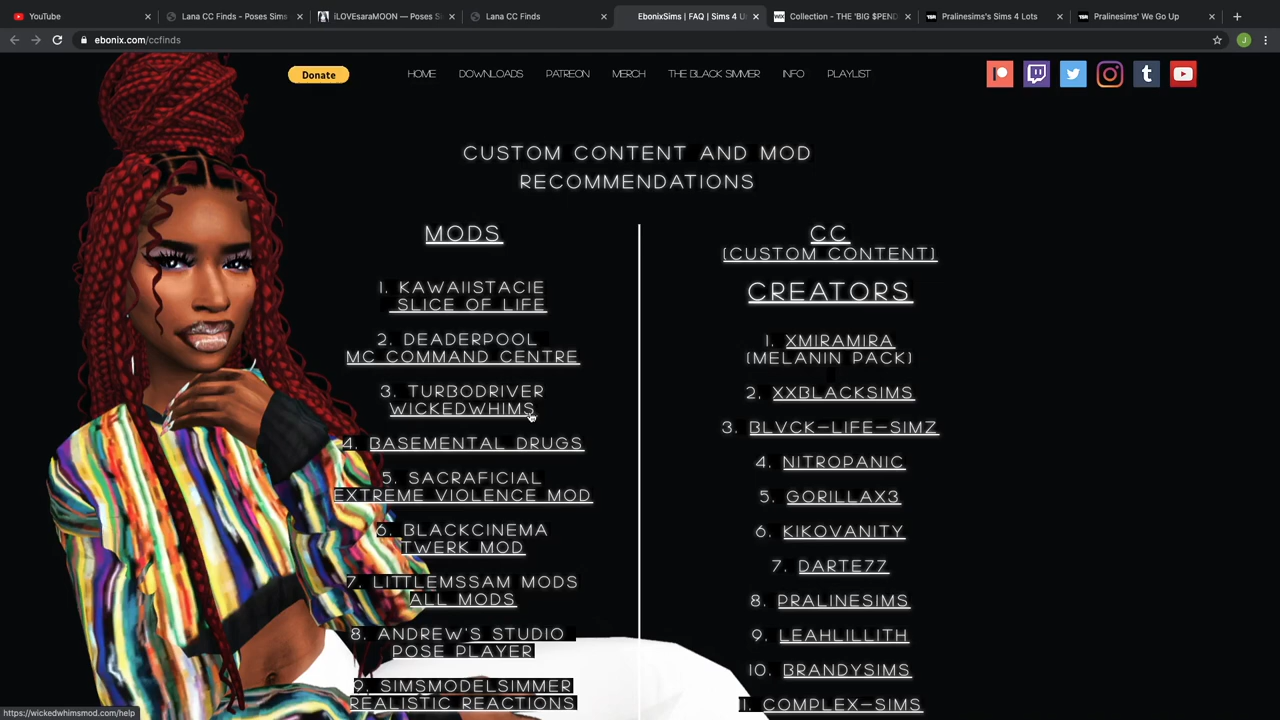 YouTube
Lana CC Finds - Poses Sims
iLOVEsaraMOON — Poses S
Lana CC Finds
EbonixSims | FAQ | Sims 4 U
Collection - THE 'BIG $PEND
Pralinesims's Sims 4 Lots
Pralinesims' We Go Up
ebonix.com/ccfinds
J
Donate
HOME
DOWNLOADS
PATREON
MERCH
THE BLACK SIMMER
INFO
PLAYLIST
CUSTOM CONTENT AND MOD
RECOMMENDATIONS
MODS
1. KAWAIISTACIE
SLICE OF LIFE
2. DEADERPOOL
MC COMMAND CENTRE
3. TURBODRIVER
WICKEDWHIMS
4. BASEMENTAL DRUGS
5. SACRAFICIAL
EXTREME VIOLENCE MOD
6. BLACKCINEMA
TWERK MOD
7. LITTLEMSSAM MODS
ALL MODS
8. ANDREW'S STUDIO
POSE PLAYER
9. SIMSMODELSIMMER
REALISTIC REACTIONS
CC
(CUSTOM CONTENT)
CREATORS
1. XMIRAMIRA
(MELANIN PACK)
2. XXBLACKSIMS
3. BLVCK-LIFE-SIMZ
4. NITROPANIC
5. GORILLAX3
6. KIKOVANITY
7. DARTE77
8. PRALINESIMS
9. LEAHLILLITH
10. BRANDYSIMS
11. COMPLEX-SIMS
https://wickedwhimsmod.com/help